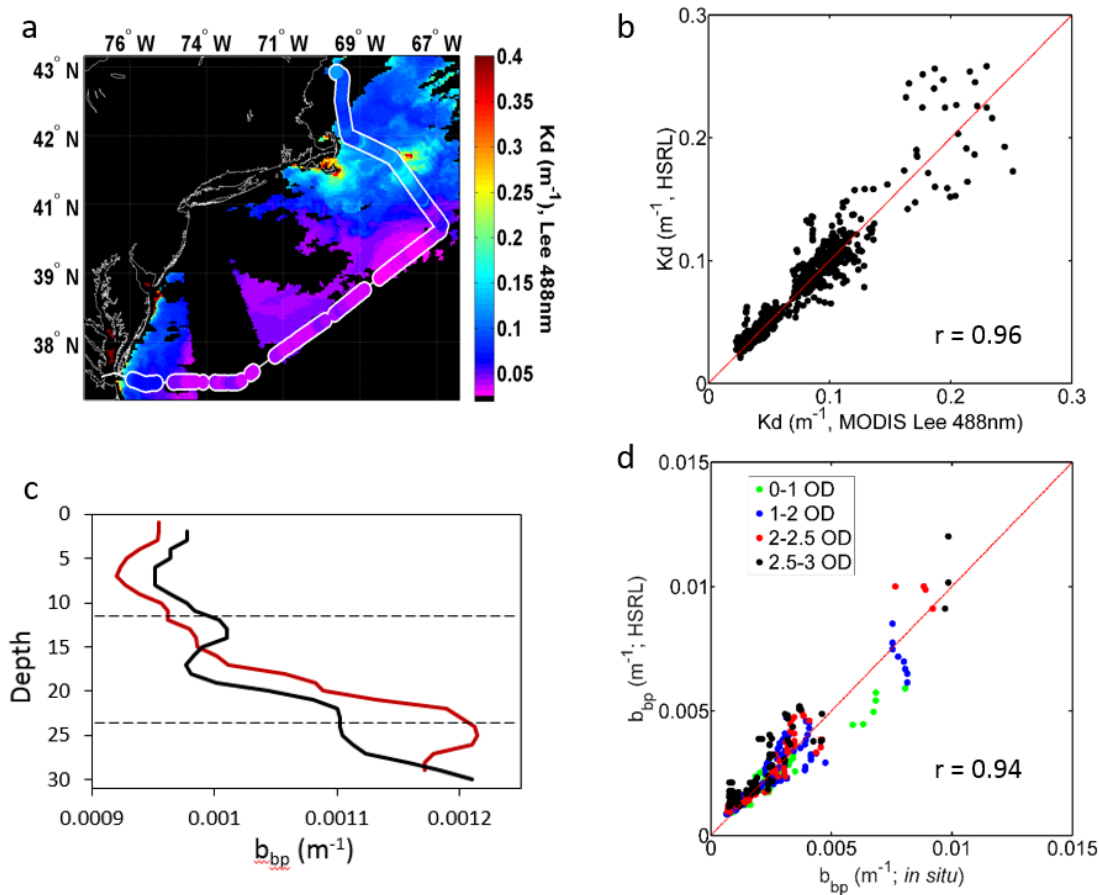 a
76° W 74° W 71° W 69° W 67° W
43° N
42° N
41° N
39° N
38° N
0.4
0.35
0.3
0.25
0.2
0.15
0.1
0.05
Kd (m⁻¹), Lee 488nm
b
0.3
0.2
0.1
0
0 0.1 0.2 0.3
Kd (m⁻¹, HSRL)
r = 0.96
Kd (m⁻¹, MODIS Lee 488nm)
c
0
5
10
15
20
25
30
Depth
0.0009 0.001 0.0011 0.0012
b_bp (m⁻¹)
d
0.015
0.01
0.005
0
0 0.005 0.01 0.015
0-1 OD
1-2 OD
2-2.5 OD
2.5-3 OD
b_bp (m⁻¹; HSRL)
r = 0.94
b_bp (m⁻¹; in situ)